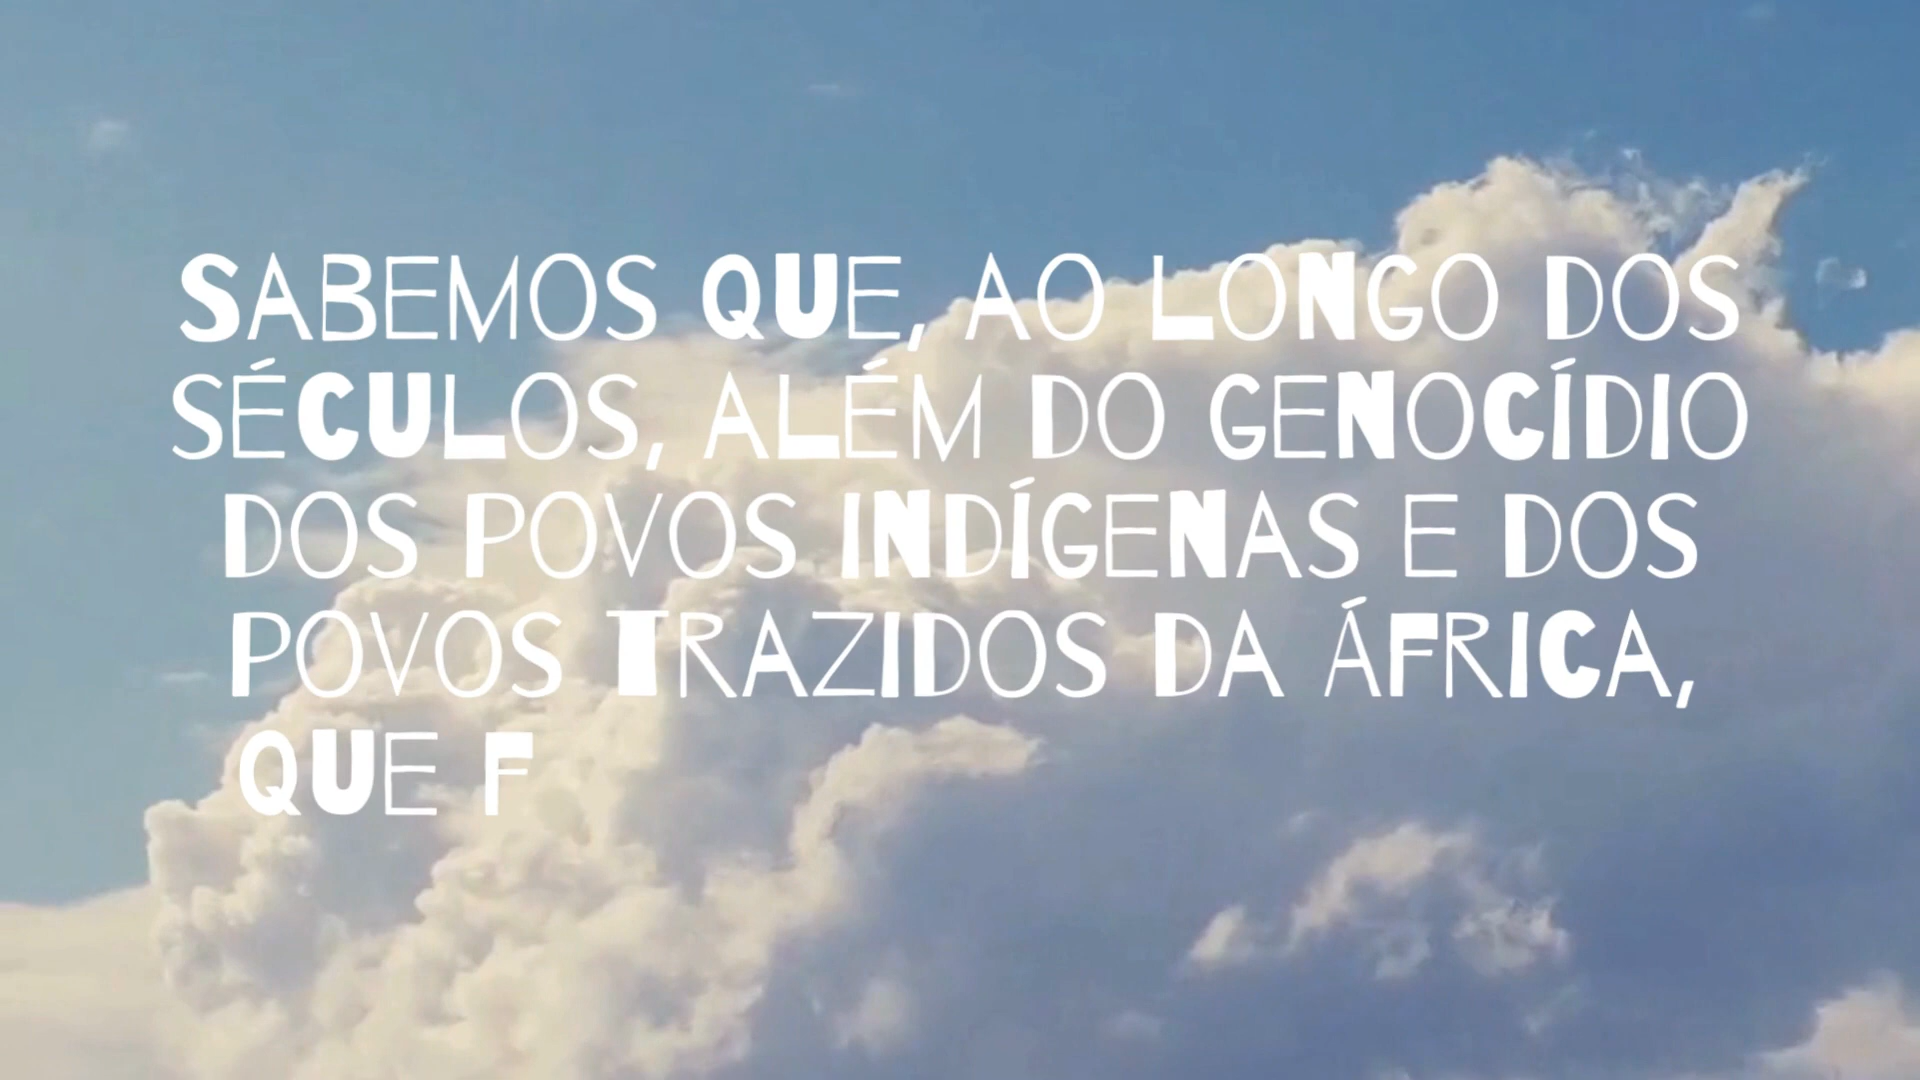 SABEMOS QUE, AO LONGO DOS
SÉCULOS, ALÉM DO GENOCÍDIO
DOS POVOS INDÍGENAS E DOS
POVOS TRAZIDOS DA ÁFRICA,
QUE F